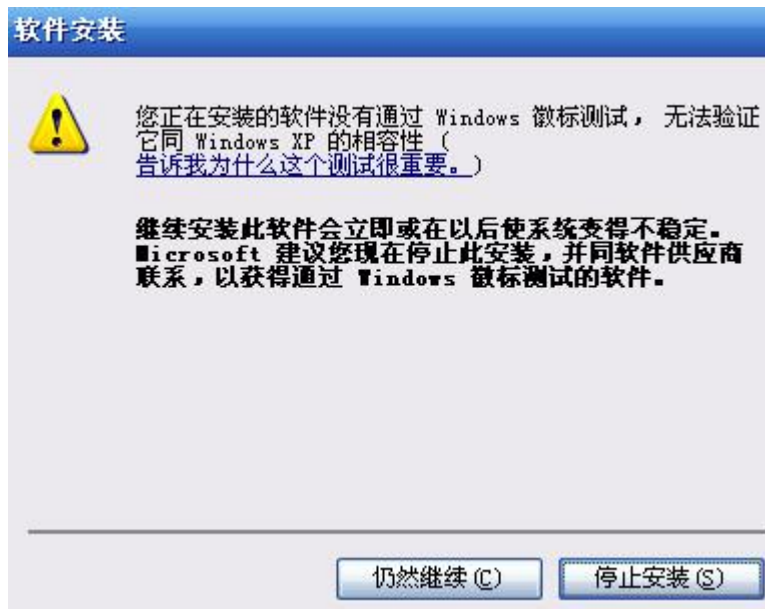 软件安装
您正在安装的软件没有通过 Windows 徽标测试， 无法验证
它同 Windows XP 的相容性 （
告诉我为什么这个测试很重要。）
继续安装此软件会立即或在以后使系统变得不稳定。
Microsoft 建议您现在停止此安装，并同软件供应商
联系，以获得通过 Windows 徽标测试的软件。
仍然继续(C) 停止安装(S)